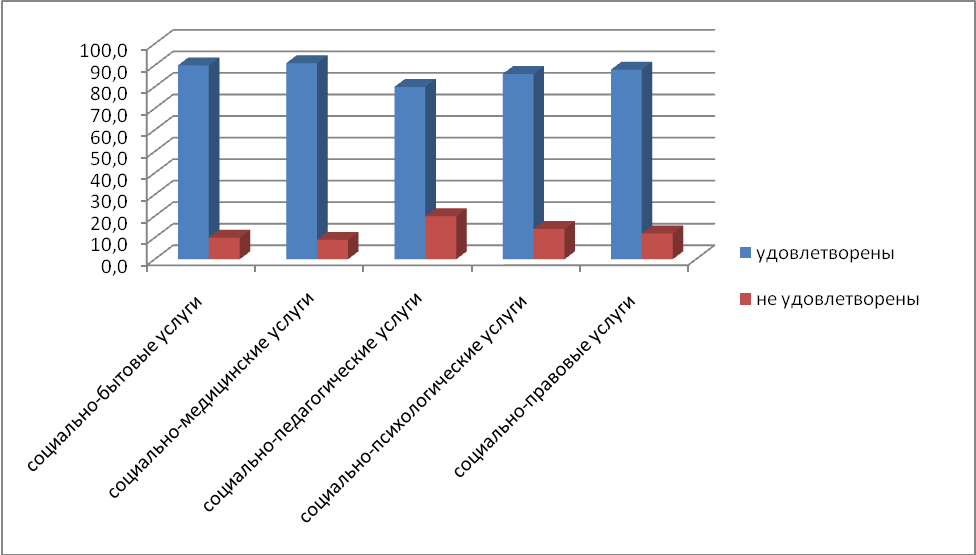 100,0
90,0
80,0
70,0
60,0
50,0
40,0
30,0
20,0
10,0
0,0
социально-бытовые услуги
социально-медицинские услуги
социально-педагогические услуги
социально-психологические услуги
социально-правовые услуги
удовлетворены
не удовлетворены